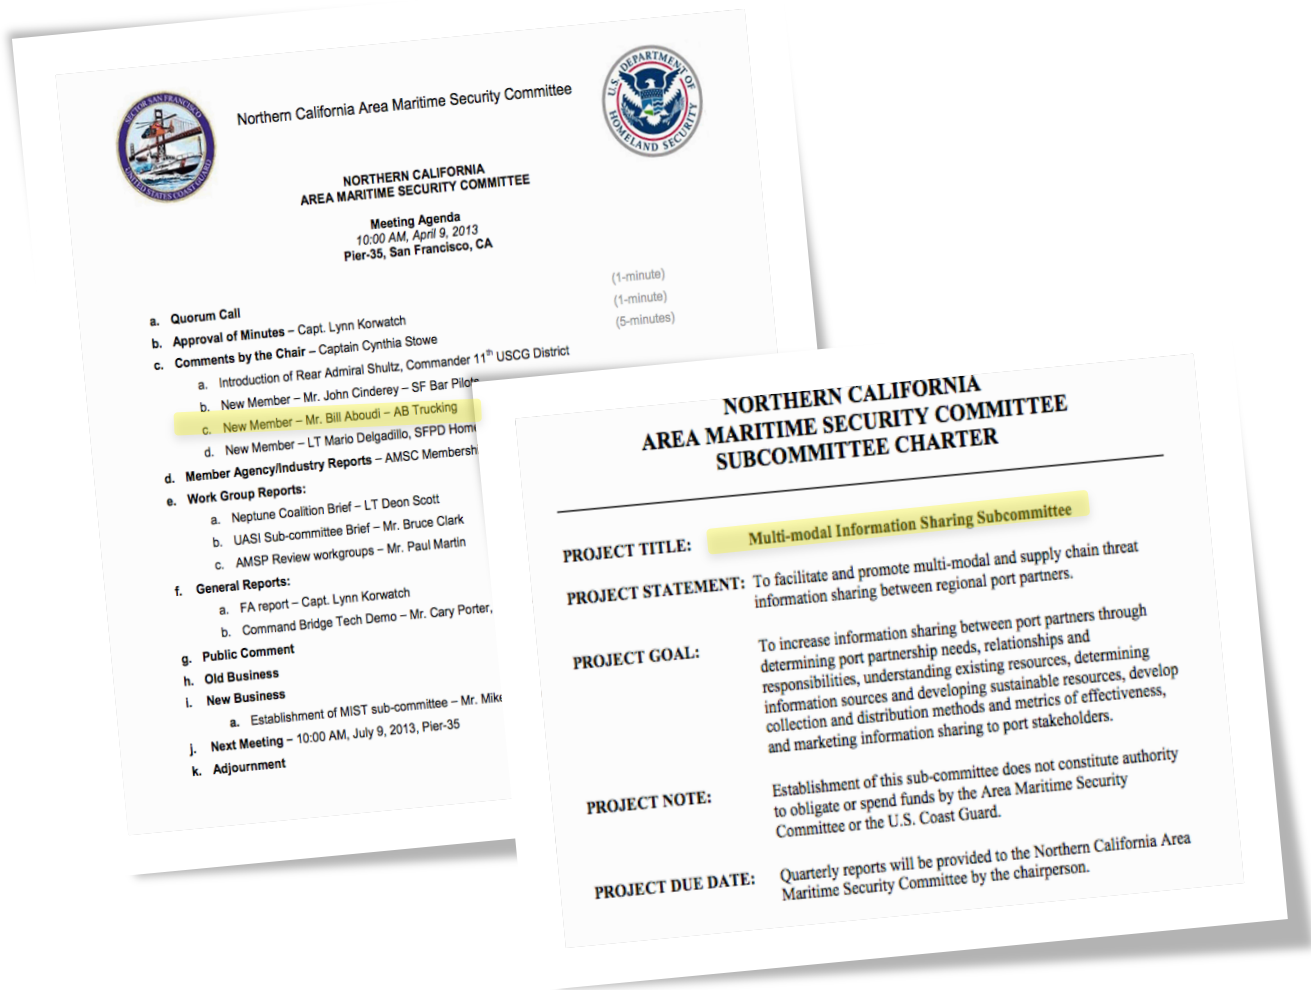 SECTOR SAN FRANCISCO
UNITED STATES COAST GUARD
Northern California Area Maritime Security Committee
U.S. DEPARTMENT OF
HOMELAND SECURITY
NORTHERN CALIFORNIA
AREA MARITIME SECURITY COMMITTEE
Meeting Agenda
10:00 AM, April 9, 2013
Pier-35, San Francisco, CA
a. Quorum Call (1-minute)
b. Approval of Minutes – Capt. Lynn Korwatch (1-minute)
c. Comments by the Chair – Captain Cynthia Stowe (5-minutes)
a. Introduction of Rear Admiral Shultz, Commander 11th USCG District
b. New Member – Mr. John Cinderey – SF Bar Pilots
c. New Member – Mr. Bill Aboudi – AB Trucking
d. New Member – LT Mario Delgadillo, SFPD Home
d. Member Agency/Industry Reports – AMSC Membersh
e. Work Group Reports:
a. Neptune Coalition Brief – LT Deon Scott
b. UASI Sub-committee Brief – Mr. Bruce Clark
c. AMSP Review workgroups – Mr. Paul Martin
f. General Reports:
a. FA report – Capt. Lynn Korwatch
b. Command Bridge Tech Demo – Mr. Cary Porter,
g. Public Comment
h. Old Business
i. New Business
a. Establishment of MIST sub-committee – Mr. Mike
j. Next Meeting – 10:00 AM, July 9, 2013, Pier-35
k. Adjournment
NORTHERN CALIFORNIA
AREA MARITIME SECURITY COMMITTEE
SUBCOMMITTEE CHARTER
PROJECT TITLE: Multi-modal Information Sharing Subcommittee
PROJECT STATEMENT: To facilitate and promote multi-modal and supply chain threat
information sharing between regional port partners.
PROJECT GOAL: To increase information sharing between port partners through
determining port partnership needs, relationships and
responsibilities, understanding existing resources, determining
information sources and developing sustainable resources, develop
collection and distribution methods and metrics of effectiveness,
and marketing information sharing to port stakeholders.
PROJECT NOTE: Establishment of this sub-committee does not constitute authority
to obligate or spend funds by the Area Maritime Security
Committee or the U.S. Coast Guard.
PROJECT DUE DATE: Quarterly reports will be provided to the Northern California Area
Maritime Security Committee by the chairperson.